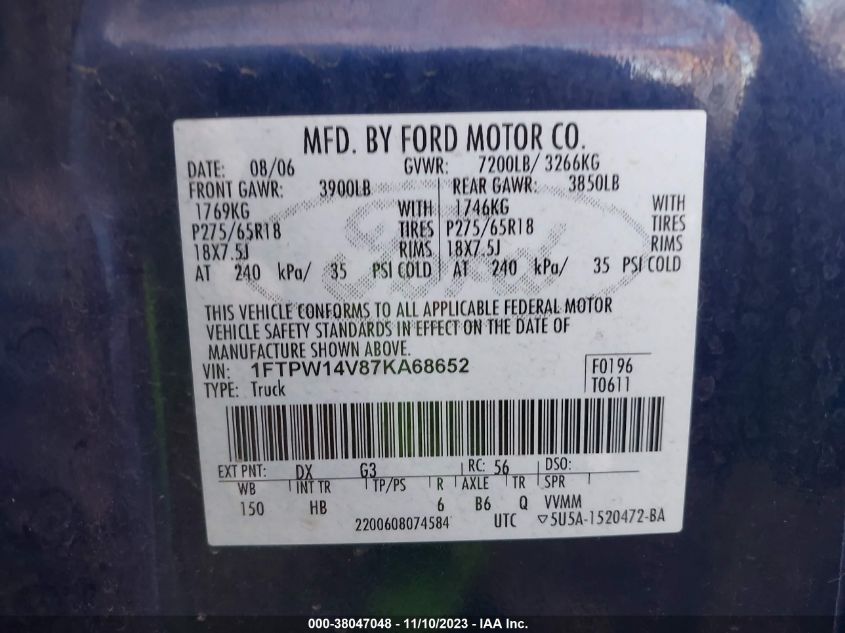 MFD. BY FORD MOTOR CO.
DATE: 08/06 GVWR: 7200LB/ 3266KG
FRONT GAWR: 3900LB REAR GAWR: 3850LB
1769KG WITH 1746KG WITH
P275/65R18 TIRES P275/65R18 TIRES
18X7.5J RIMS 18X7.5J RIMS
AT 240 kPa/ 35 PSI COLD AT 240 kPa/ 35 PSI COLD
Ford
THIS VEHICLE CONFORMS TO ALL APPLICABLE FEDERAL MOTOR
VEHICLE SAFETY STANDARDS IN EFFECT ON THE DATE OF
MANUFACTURE SHOWN ABOVE.
VIN: 1FTPW14V87KA68652 F0196
TYPE: Truck T0611
EXT PNT: DX G3 RC: 56 DSO:
WB INT TR TP/PS R AXLE TR SPR
150 HB 6 B6 Q VVMM
2200608074584 UTC ▽5U5A-1520472-BA
000-38047048 - 11/10/2023 - IAA Inc.